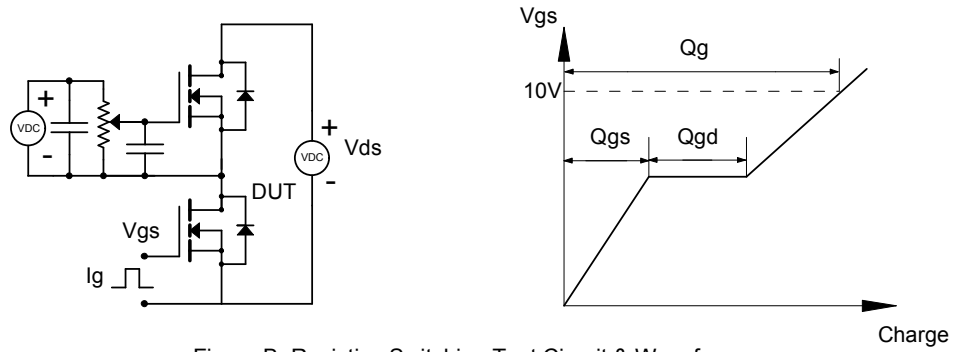 Vgs
Qg
10V
Qgs
Qgd
Charge
+
VDC
-
+
VDC
Vds
-
DUT
Vgs
Ig